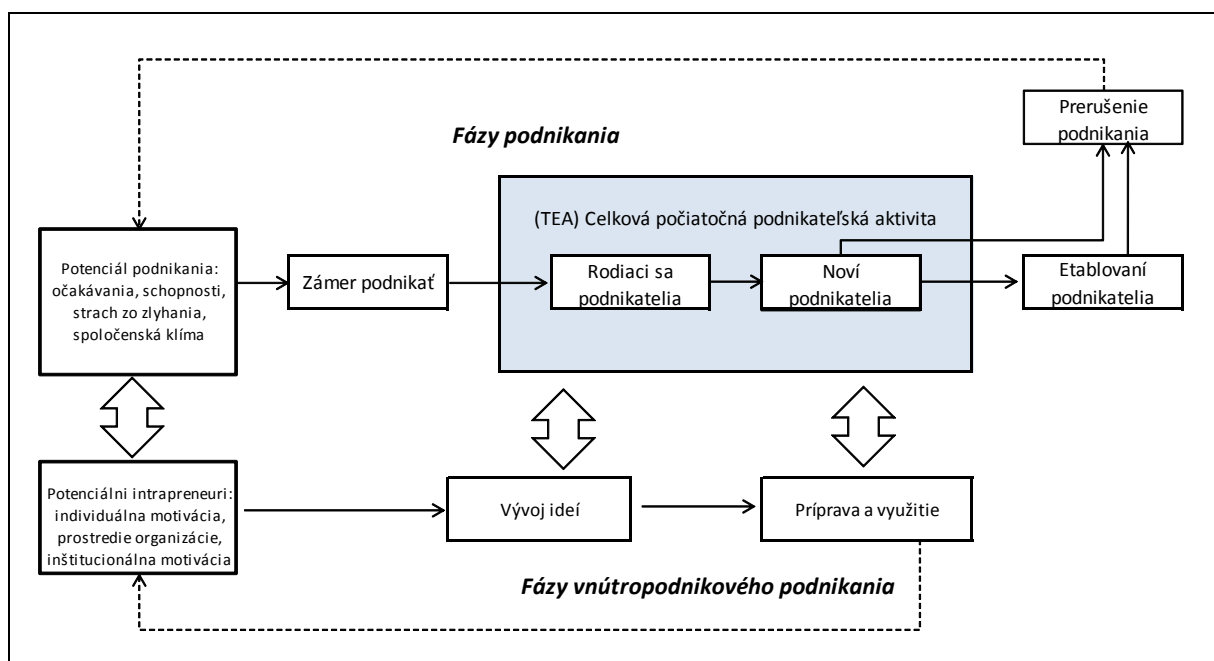 Prerušenie
podnikania
Fázy podnikania
(TEA) Celková počiatočná podnikateľská aktivita
Potenciál podnikania:
očakávania, schopnosti,
strach zo zlyhania,
spoločenská klíma
Zámer podnikať
Rodiaci sa
podnikatelia
Noví
podnikatelia
Etablovaní
podnikatelia
Potenciálni intrapreneuri:
individuálna motivácia,
prostredie organizácie,
inštitucionálna motivácia
Vývoj ideí
Príprava a využitie
Fázy vnútropodnikového podnikania